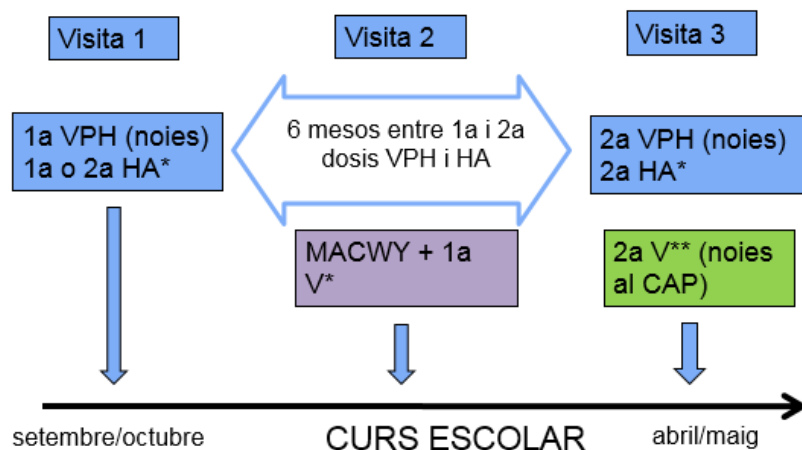 Visita 1
Visita 2
Visita 3
1a VPH (noies)
1a o 2a HA*
6 mesos entre 1a i 2a
dosis VPH i HA
2a VPH (noies)
2a HA*
MACWY + 1a
V*
2a V** (noies
al CAP)
setembre/octubre
CURS ESCOLAR
abril/maig